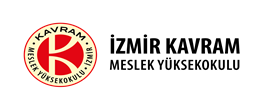 KAVRAM
MESLEK YÜKSEKOKULU • İZMİR •
K
İZMİR KAVRAM
MESLEK YÜKSEKOKULU